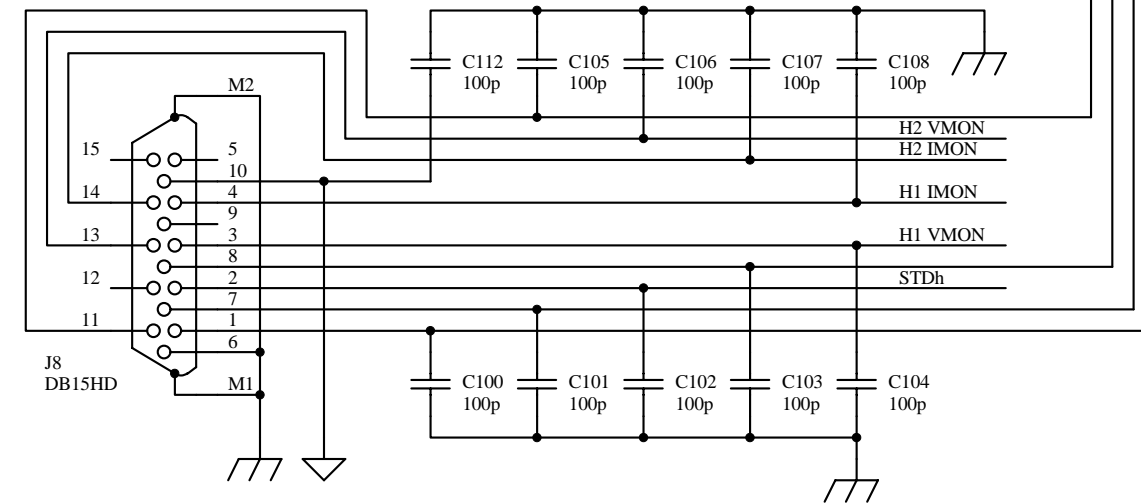 C112
100p
C105
100p
C106
100p
C107
100p
C108
100p
M2
H2 VMON
H2 IMON
15
5
10
14
4
H1 IMON
9
13
3
H1 VMON
8
12
2
STDh
7
11
1
6
J8
DB15HD
M1
C100
100p
C101
100p
C102
100p
C103
100p
C104
100p